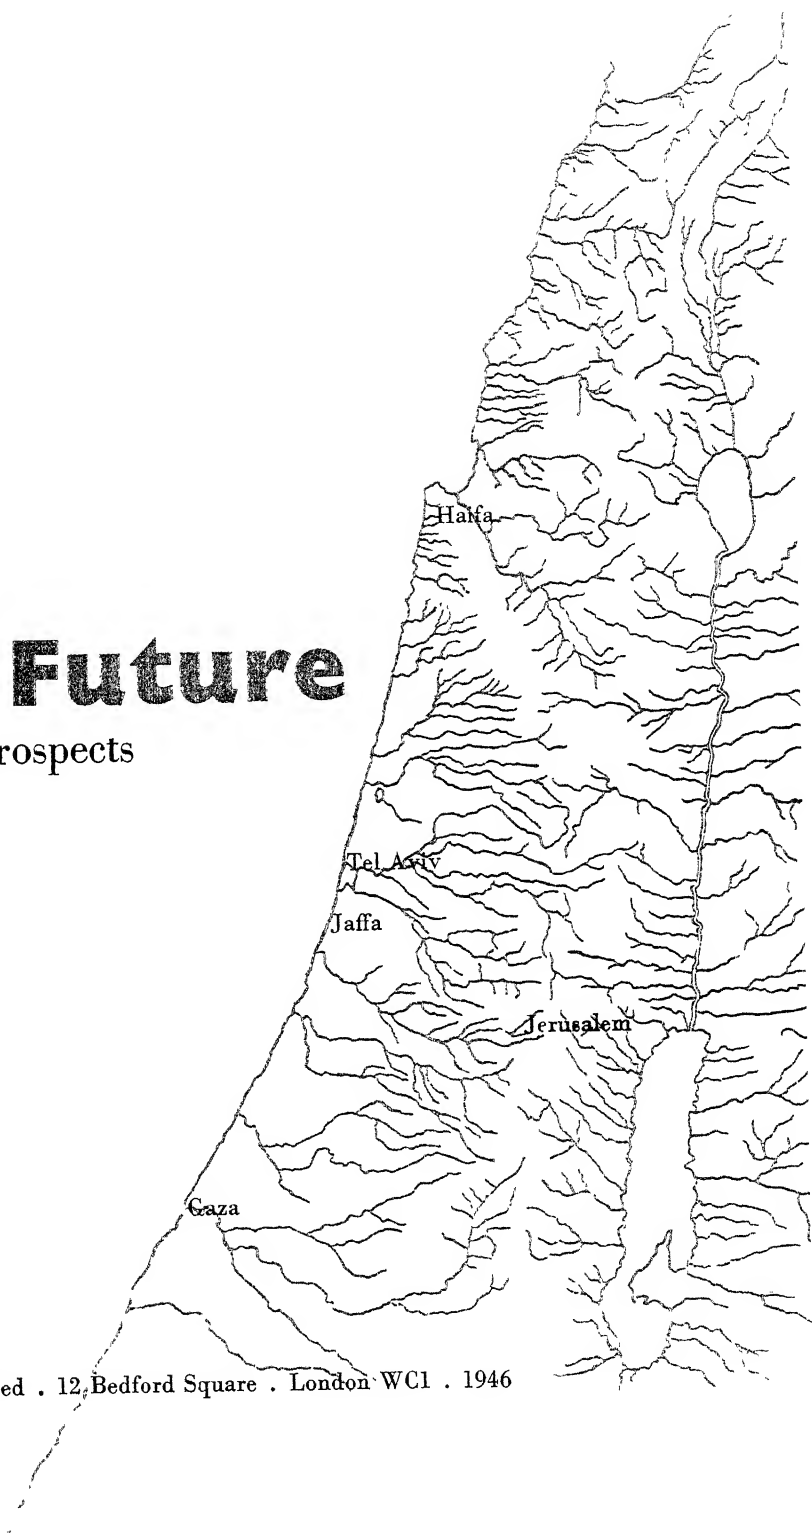 Future
rospects
Haifa
Tel Aviv
Jaffa
Jerusalem
Gaza
ed . 12 Bedford Square . London WC1 . 1946